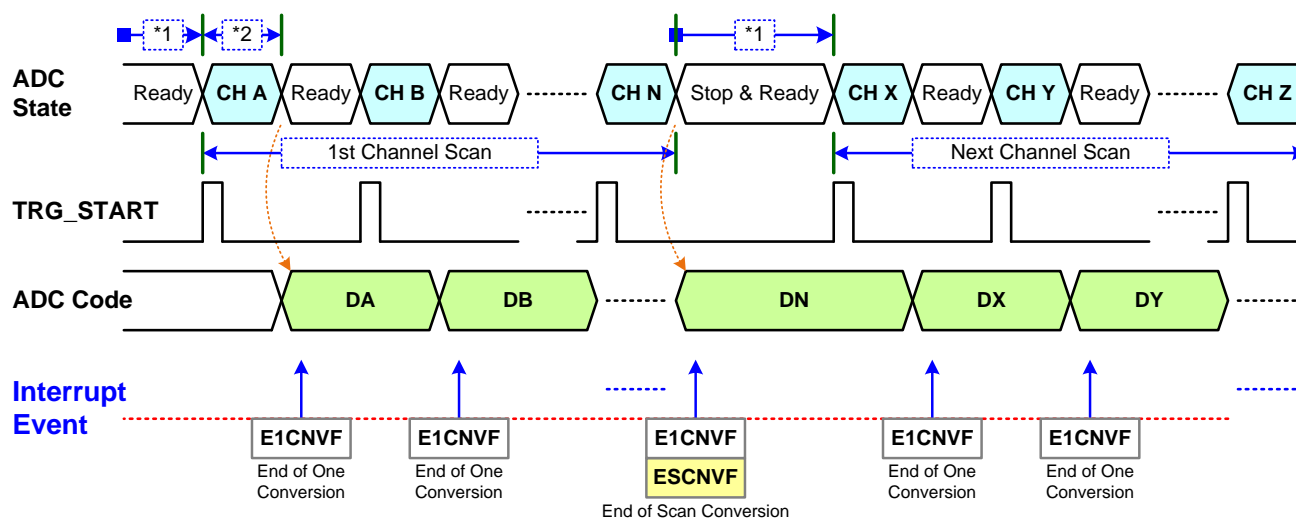 *1 *2 *1
ADC
State
Ready CH A Ready CH B Ready CH N Stop & Ready CH X Ready CH Y Ready CH Z
1st Channel Scan Next Channel Scan
TRG_START
ADC Code DA DB DN DX DY
Interrupt
Event
E1CNVF E1CNVF E1CNVF E1CNVF E1CNVF
End of One
Conversion
End of One
Conversion
ESCNVF
End of Scan Conversion
End of One
Conversion
End of One
Conversion